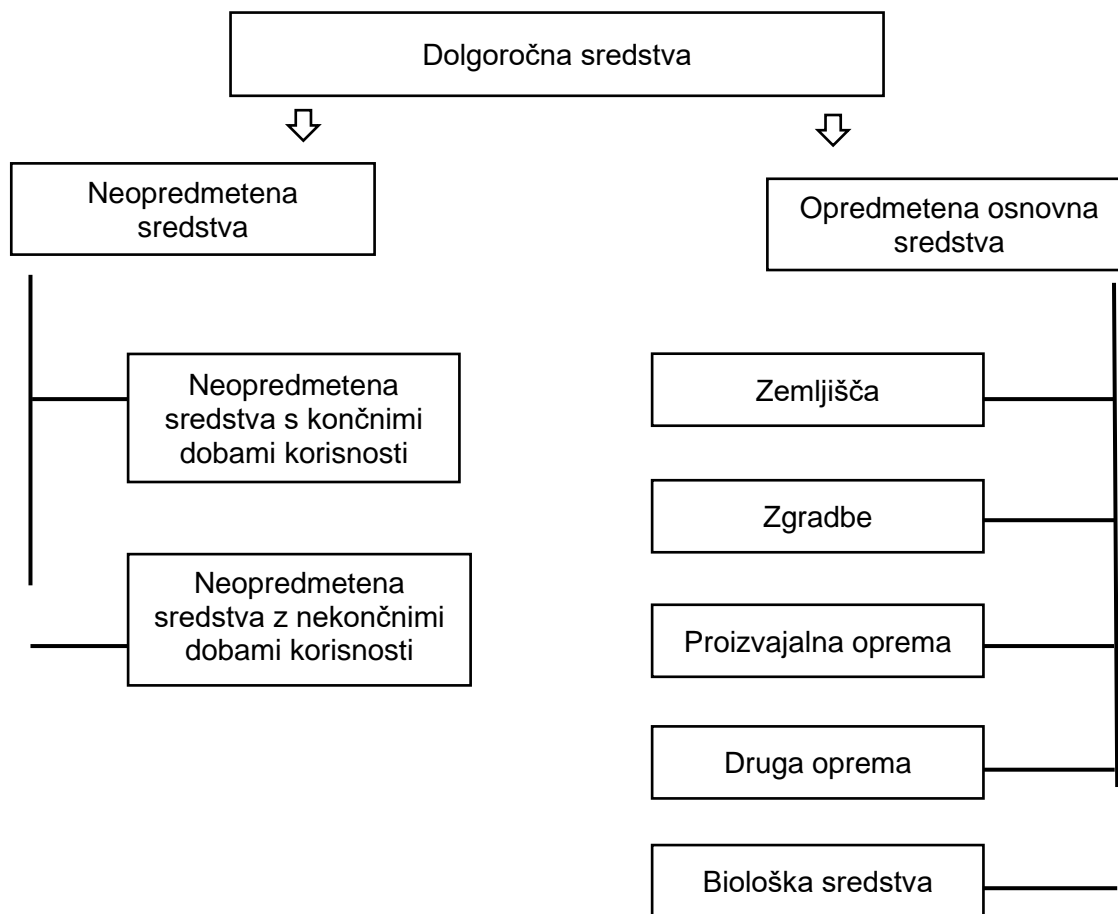 Dolgoročna sredstva
Neopredmetena
sredstva
Opredmetena osnovna
sredstva
Neopredmetena
sredstva s končnimi
dobami korisnosti
Neopredmetena
sredstva z nekončnimi
dobami korisnosti
Zemljišča
Zgradbe
Proizvajalna oprema
Druga oprema
Biološka sredstva